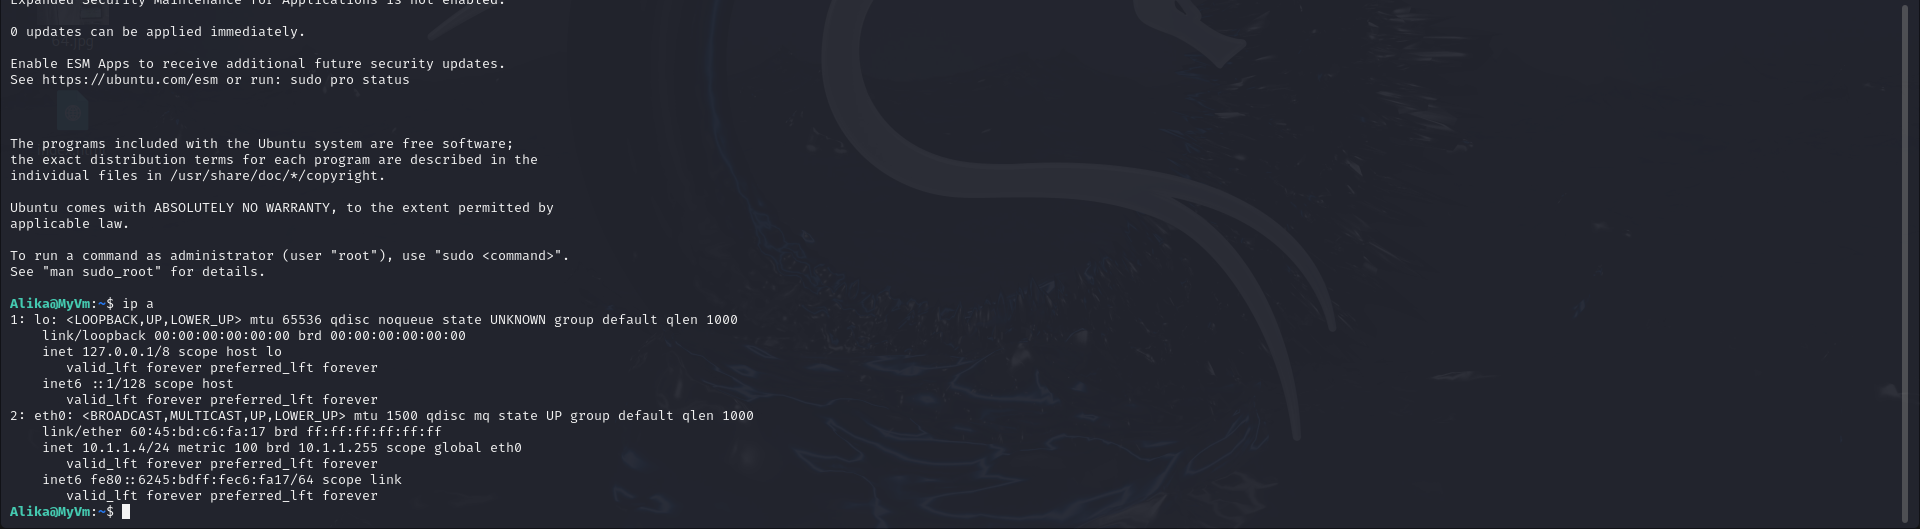 Expanded Security Maintenance for Applications is not enabled.
0 updates can be applied immediately.
Enable ESM Apps to receive additional future security updates.
See https://ubuntu.com/esm or run: sudo pro status
The programs included with the Ubuntu system are free software;
the exact distribution terms for each program are described in the
individual files in /usr/share/doc/*/copyright.
Ubuntu comes with ABSOLUTELY NO WARRANTY, to the extent permitted by
applicable law.
To run a command as administrator (user "root"), use "sudo <command>".
See "man sudo_root" for details.
Alika@MyVm:~$ ip a
1: lo: <LOOPBACK,UP,LOWER_UP> mtu 65536 qdisc noqueue state UNKNOWN group default qlen 1000
    link/loopback 00:00:00:00:00:00 brd 00:00:00:00:00:00
    inet 127.0.0.1/8 scope host lo
       valid_lft forever preferred_lft forever
    inet6 ::1/128 scope host
       valid_lft forever preferred_lft forever
2: eth0: <BROADCAST,MULTICAST,UP,LOWER_UP> mtu 1500 qdisc mq state UP group default qlen 1000
    link/ether 60:45:bd:c6:fa:17 brd ff:ff:ff:ff:ff:ff
    inet 10.1.1.4/24 metric 100 brd 10.1.1.255 scope global eth0
       valid_lft forever preferred_lft forever
    inet6 fe80::6245:bdff:fec6:fa17/64 scope link
       valid_lft forever preferred_lft forever
Alika@MyVm:~$